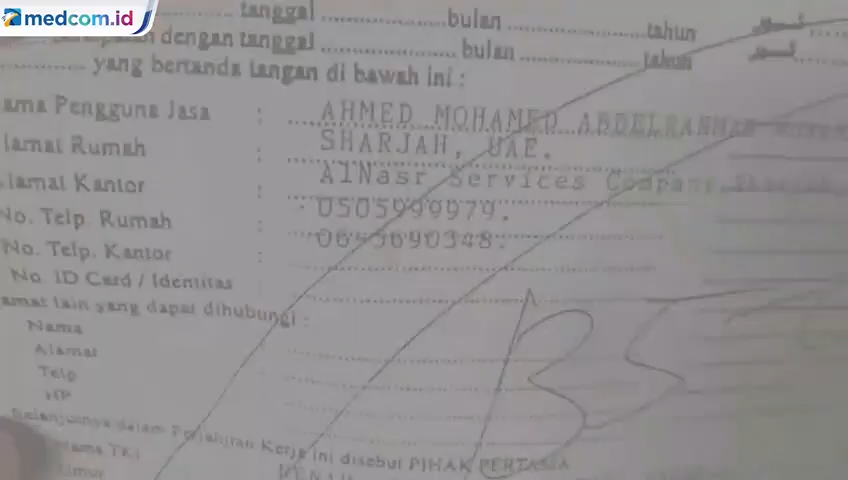 medcom.id
tanggal .................... bulan .................... tahun
dengan tanggal .................... bulan .................... tahun
yang bertanda tangan di bawah ini :
ama Pengguna Jasa : AHMED MOHAMED ABDELRAHMAN
lamat Rumah : SHARJAH, UAE.
lamat Kantor : AlNasr Services Company
No. Telp. Rumah : 0505999979.
No. Telp. Kantor :
No. ID Card / Identitas :
amat lain yang dapat dihubungi :
Nama
Alamat
Telp
HP
Selanjutnya dalam Perjanjian Kerja ini disebut PIHAK PERTAMA
Nama TKI
Umur